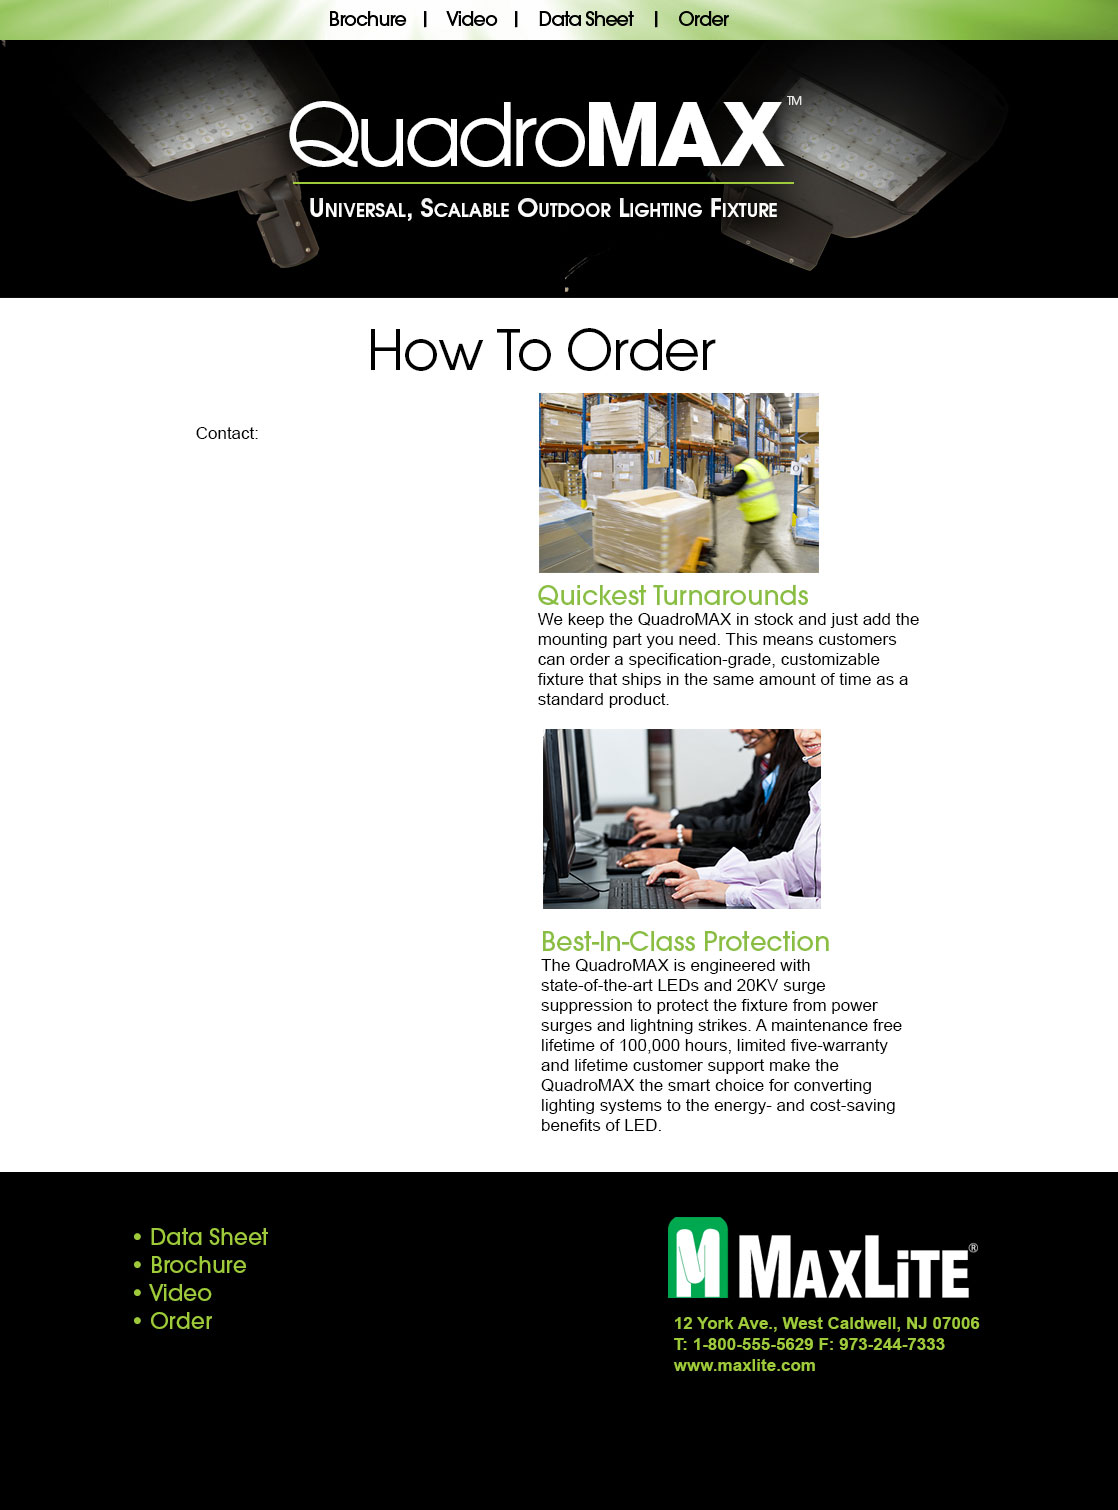 Brochure | Video | Data Sheet | Order
QuadroMAX™
Universal, Scalable Outdoor Lighting Fixture
How To Order
Contact:
Quickest Turnarounds
We keep the QuadroMAX in stock and just add the
mounting part you need. This means customers
can order a specification-grade, customizable
fixture that ships in the same amount of time as a
standard product.
Best-In-Class Protection
The QuadroMAX is engineered with
state-of-the-art LEDs and 20KV surge
suppression to protect the fixture from power
surges and lightning strikes. A maintenance free
lifetime of 100,000 hours, limited five-warranty
and lifetime customer support make the
QuadroMAX the smart choice for converting
lighting systems to the energy- and cost-saving
benefits of LED.
• Data Sheet
• Brochure
• Video
• Order
MaxLite®
12 York Ave., West Caldwell, NJ 07006
T: 1-800-555-5629 F: 973-244-7333
www.maxlite.com